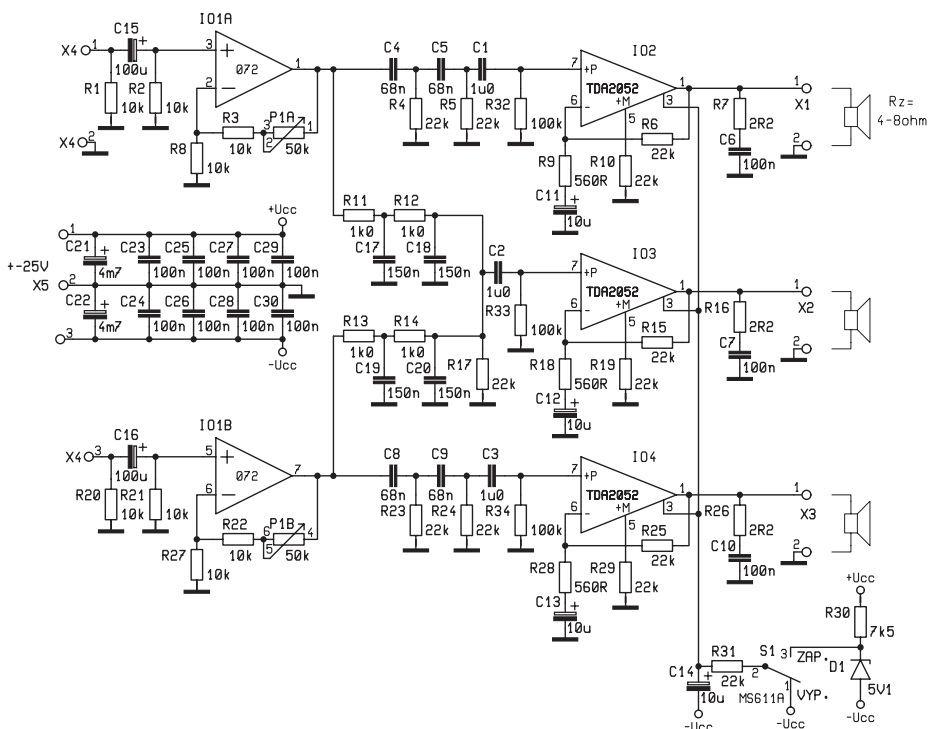 IO1A
C15
+
X4 1
100u
3
+
072
1
2
−
R1
10k
R2
10k
X4 2
R3
10k
3
P1A
1
2
50k
R8
10k
C4
68n
C5
68n
C1
1u0
R4
22k
R5
22k
R32
100k
IO2
7
+P
TDA2052
1
6
−
+M
3
5
R6
22k
R9
560R
R10
22k
C11
+
10u
R7
2R2
C6
100n
1
X1
2
Rz=
4-8ohm
R11
1k0
R12
1k0
C17
150n
C18
150n
C2
1u0
R33
100k
IO3
7
+P
TDA2052
1
6
−
+M
3
5
R15
22k
R18
560R
R19
22k
C12
+
10u
R16
2R2
C7
100n
1
X2
2
+Ucc
1
C21
+
4m7
C23
100n
C25
100n
C27
100n
C29
100n
+-25V
X5 2
C22
+
4m7
C24
100n
C26
100n
C28
100n
C30
100n
3
-Ucc
R13
1k0
R14
1k0
C19
150n
C20
150n
R17
22k
IO1B
C16
+
X4 3
100u
5
+
072
7
6
−
R20
10k
R21
10k
R22
10k
6
P1B
4
5
50k
R27
10k
C8
68n
C9
68n
C3
1u0
R23
22k
R24
22k
R34
100k
IO4
7
+P
TDA2052
1
6
−
+M
3
5
R25
22k
R28
560R
R29
22k
C13
+
10u
R26
2R2
C10
100n
1
X3
2
+Ucc
R30
7k5
R31
22k
S1 3
ZAP.
2
1
MS611A
VYP.
D1
5V1
C14
+
10u
-Ucc
-Ucc
-Ucc